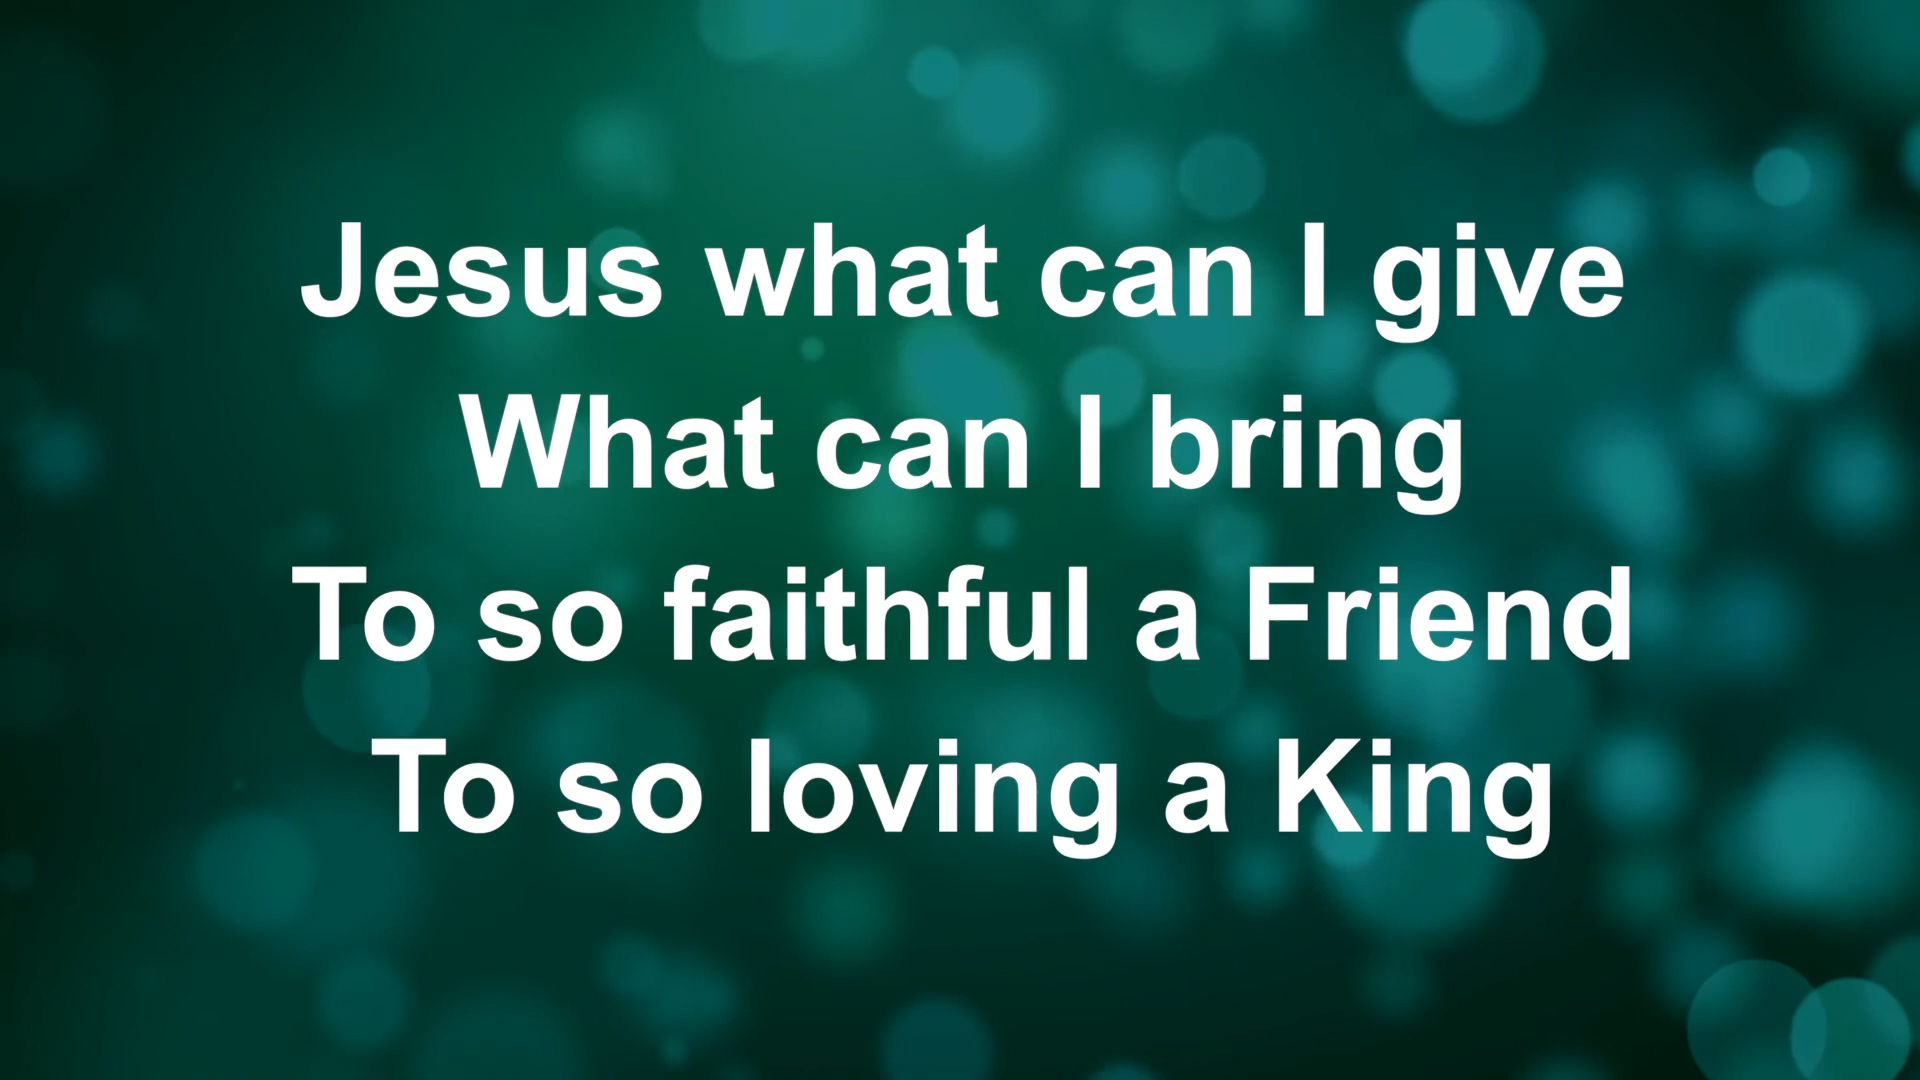 Jesus what can I give
What can I bring
To so faithful a Friend
To so loving a King